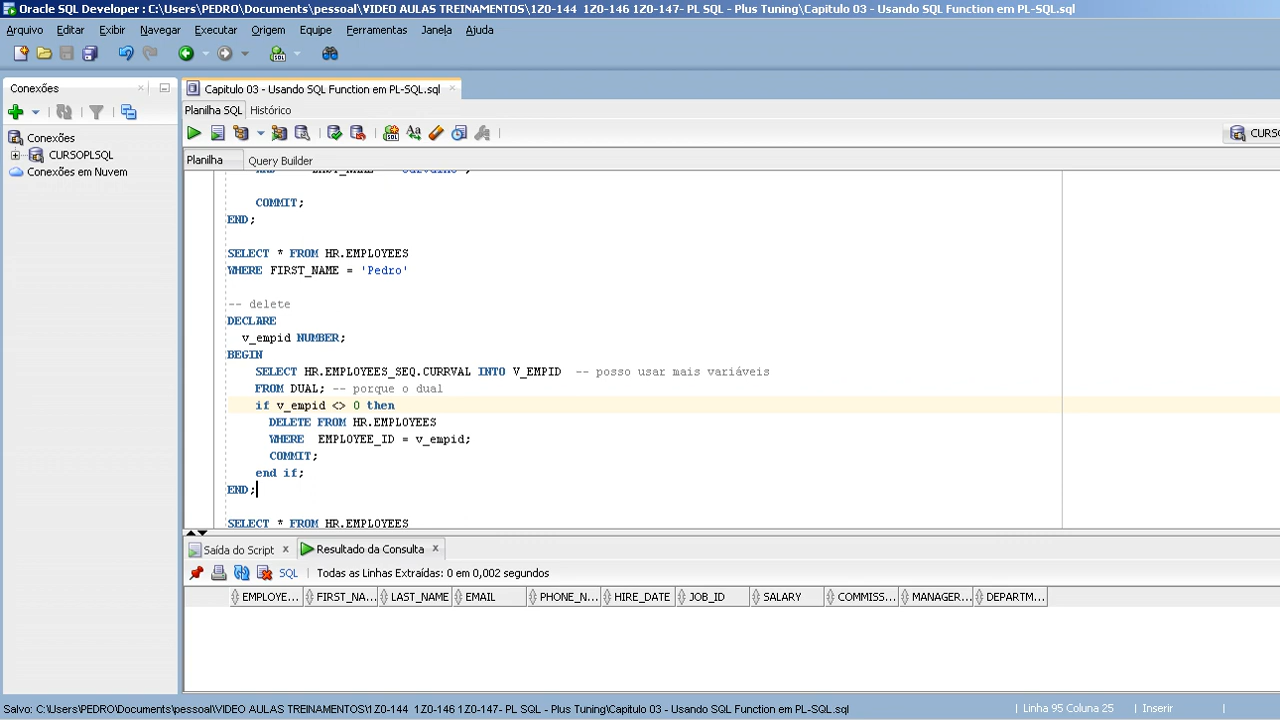 Oracle SQL Developer : C:\Users\PEDRO\Documents\pessoal\VIDEO AULAS TREINAMENTOS\1Z0-144 1Z0-146 1Z0-147- PL SQL - Plus Tuning\Capitulo 03 - Usando SQL Function em PL-SQL.sql
Arquivo Editar Exibir Navegar Executar Origem Equipe Ferramentas Janela Ajuda
Conexões
Capitulo 03 - Usando SQL Function em PL-SQL.sql
Planilha SQL Histórico
Conexões
CURSOPLSQL
Conexões em Nuvem
Planilha Query Builder
COMMIT;
END;
SELECT * FROM HR.EMPLOYEES
WHERE FIRST_NAME = 'Pedro'
-- delete
DECLARE
v_empid NUMBER;
BEGIN
SELECT HR.EMPLOYEES_SEQ.CURRVAL INTO V_EMPID -- posso usar mais variáveis
FROM DUAL; -- porque o dual
if v_empid <> 0 then
DELETE FROM HR.EMPLOYEES
WHERE EMPLOYEE_ID = v_empid;
COMMIT;
end if;
END;
SELECT * FROM HR.EMPLOYEES
Saída do Script Resultado da Consulta
SQL Todas as Linhas Extraídas: 0 em 0,002 segundos
EMPLOYE... FIRST_NA... LAST_NAME EMAIL PHONE_N... HIRE_DATE JOB_ID SALARY COMMISS... MANAGER... DEPARTM...
Salvo: C:\Users\PEDRO\Documents\pessoal\VIDEO AULAS TREINAMENTOS\1Z0-144 1Z0-146 1Z0-147- PL SQL - Plus Tuning\Capitulo 03 - Usando SQL Function em PL-SQL.sql
Linha 95 Coluna 25 Inserir